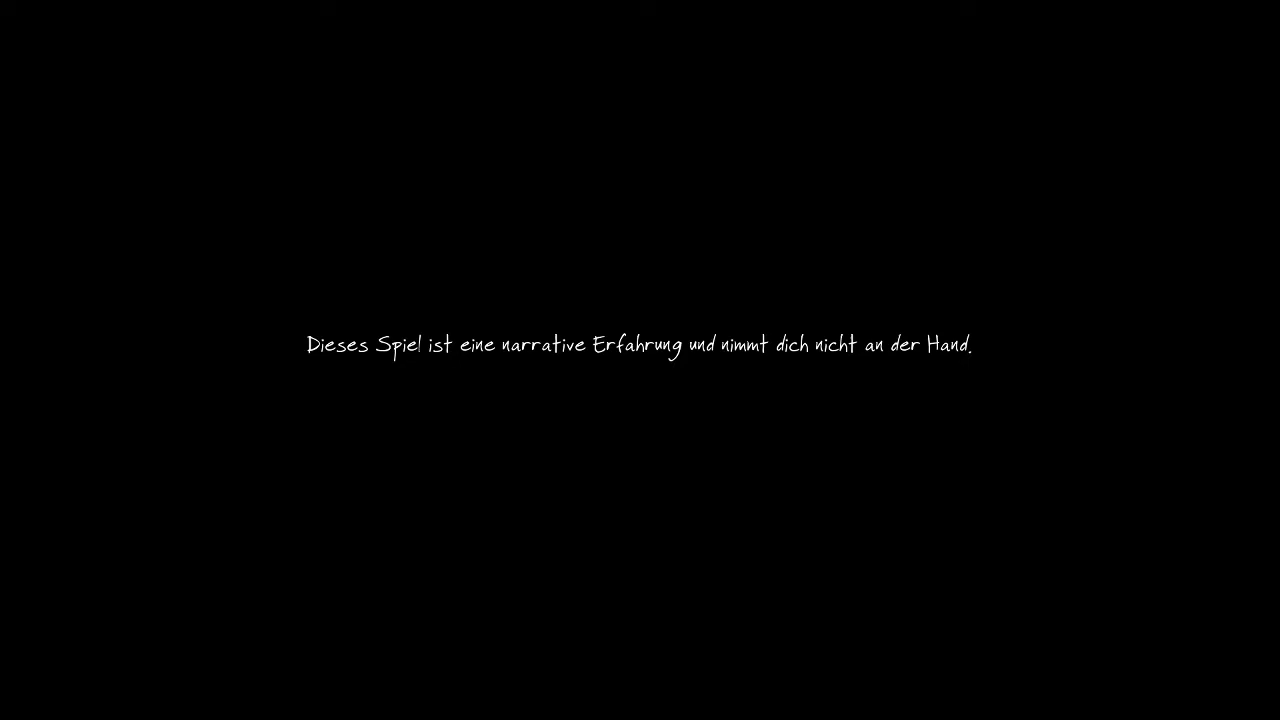 Dieses Spiel ist eine narrative Erfahrung und nimmt dich nicht an der Hand.